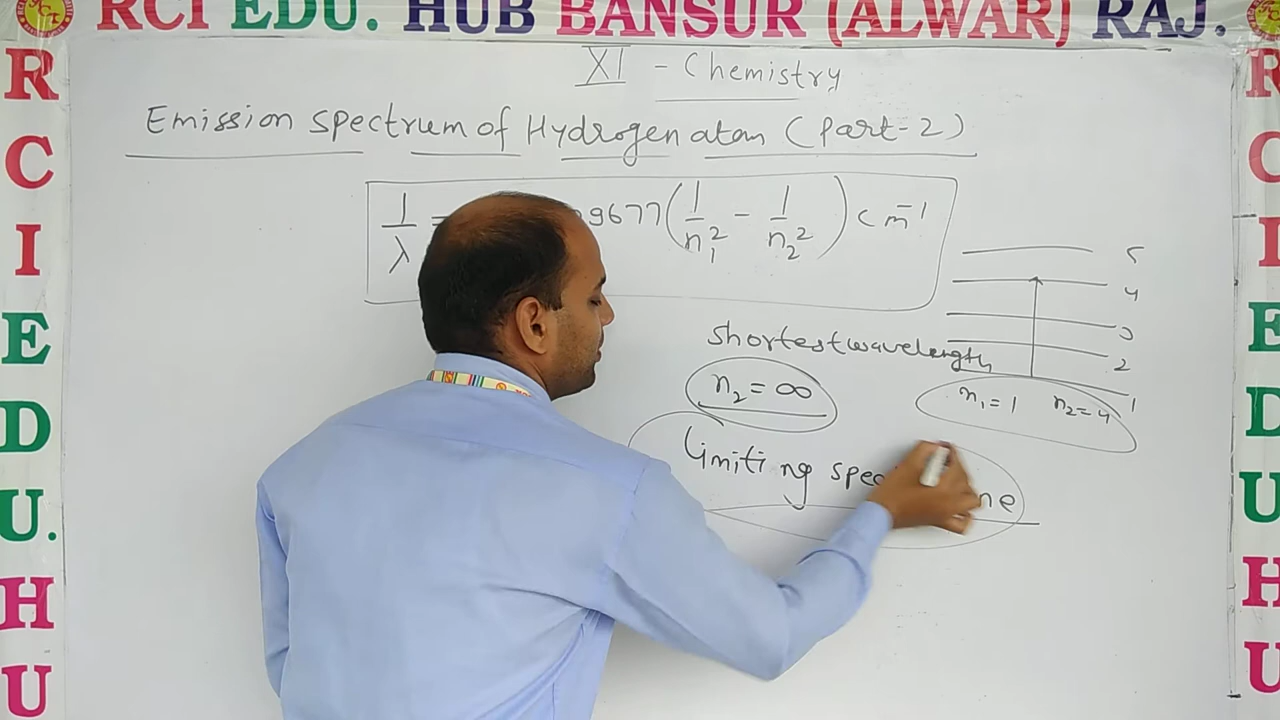 RCI EDU. HUB BANSUR (ALWAR) RAJ.
R
C
I
E
D
U.
H
U
XI - Chemistry
Emission spectrum of Hydrogen atom (Part-2)
1/λ = 9677 (1/n₁² - 1/n₂²) cm⁻¹
5
4
3
2
1
shortest wavelength
n₂ = ∞
n₁ = 1 n₂ = 4
limiting spec ne
R
C
I
E
D
U
H
U